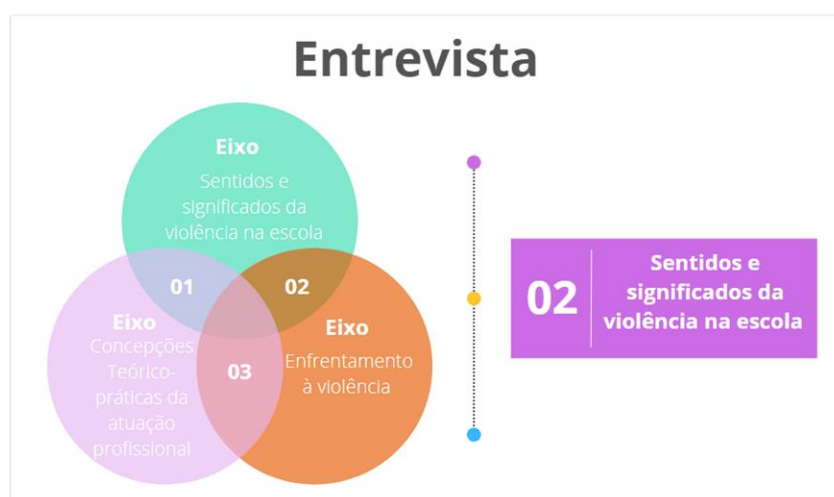 Entrevista
Eixo
Sentidos e
significados da
violência na escola
01
02
Eixo
Concepções
Teórico-
práticas da
atuação
profissional
03
Eixo
Enfrentamento
à violência
02
Sentidos e
significados da
violência na escola